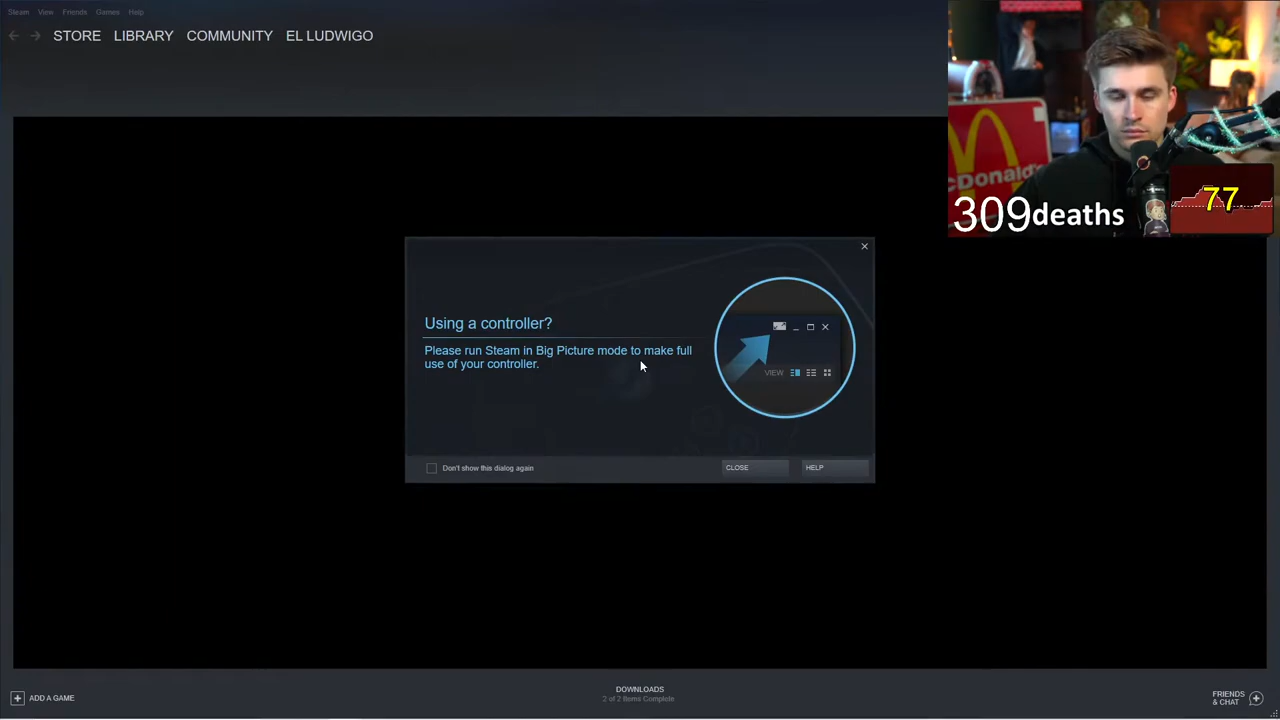 Steam View Friends Games Help
STORE LIBRARY COMMUNITY EL LUDWIGO
McDonald's
309deaths
77
Using a controller?
Please run Steam in Big Picture mode to make full
use of your controller.
VIEW
Don't show this dialog again
CLOSE
HELP
DOWNLOADS
2 of 2 Items Complete
ADD A GAME
FRIENDS
& CHAT